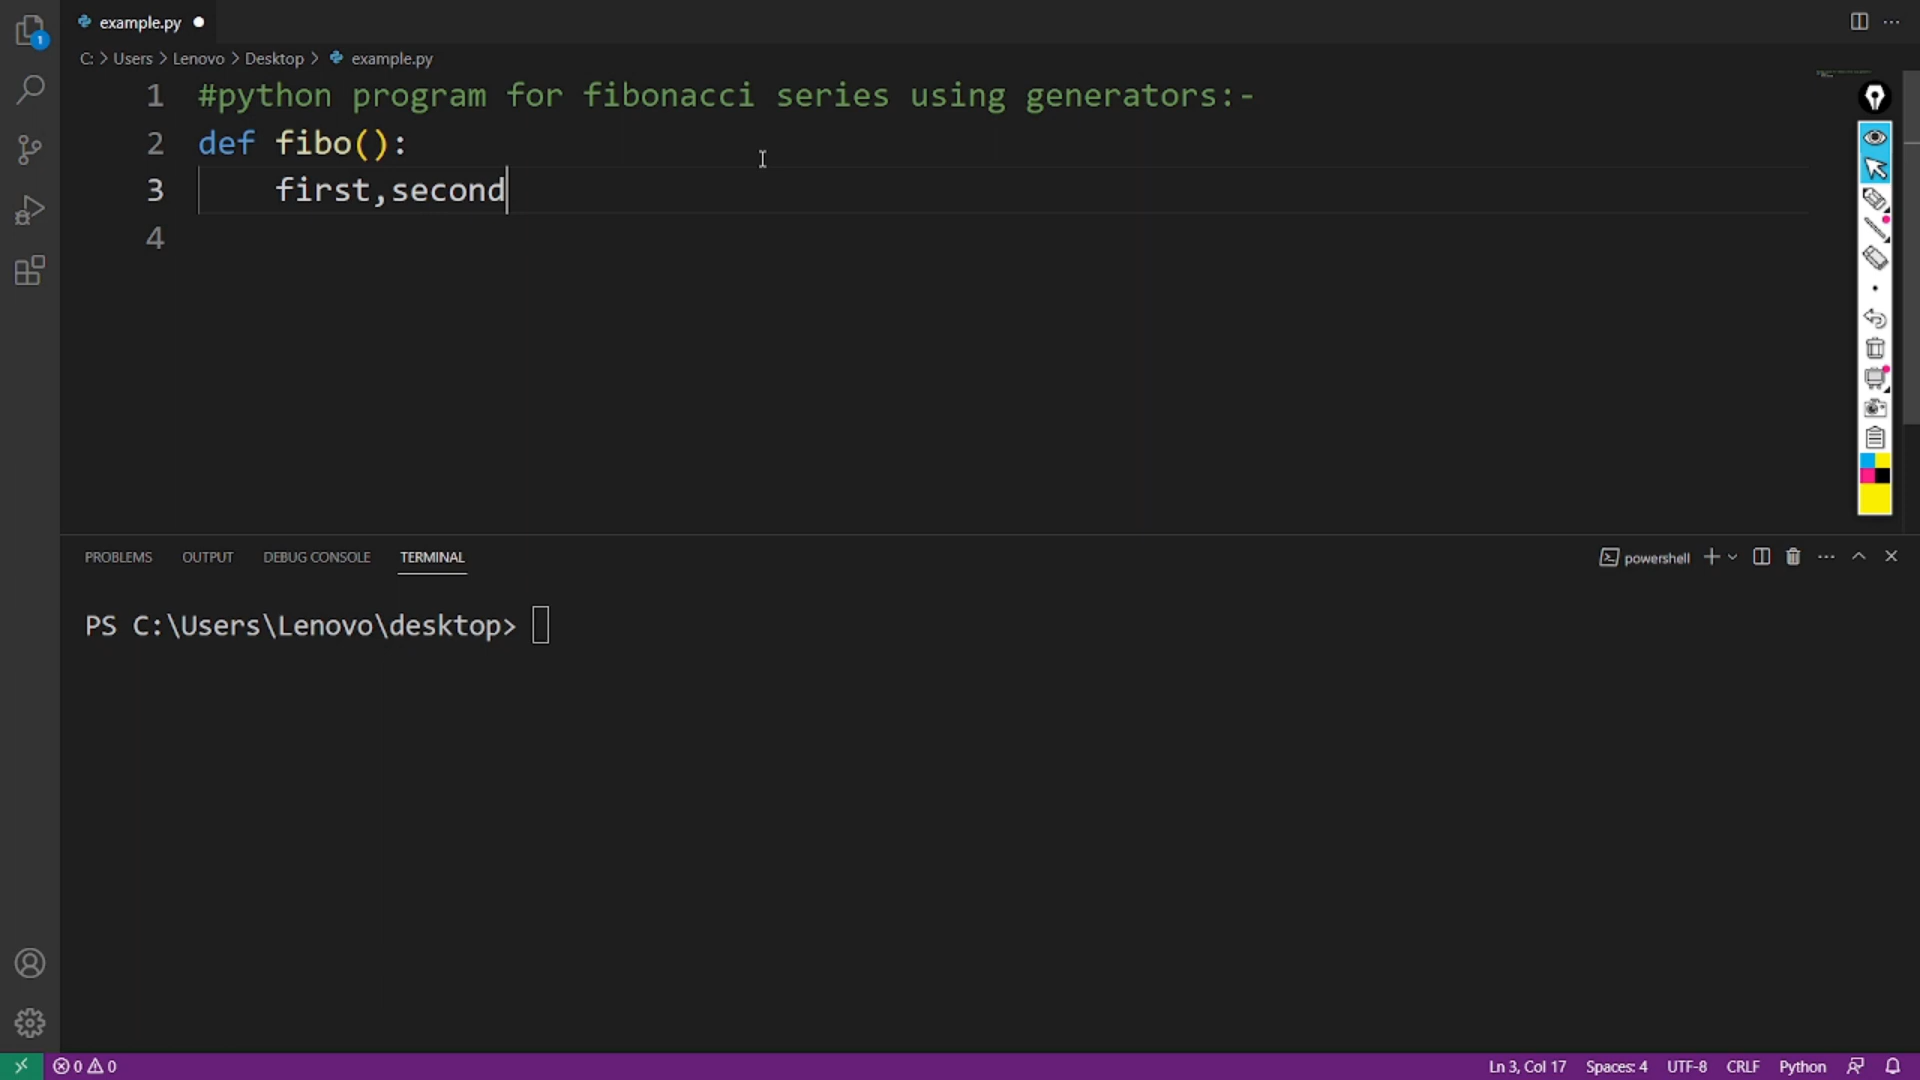 example.py
C: > Users > Lenovo > Desktop > example.py
1 #python program for fibonacci series using generators:-
2 def fibo():
3     first,second
4
1
PROBLEMS OUTPUT DEBUG CONSOLE TERMINAL
powershell
PS C:\Users\Lenovo\desktop>
0 0
Ln 3, Col 17 Spaces: 4 UTF-8 CRLF Python